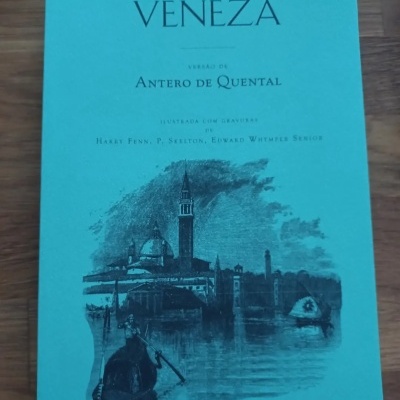 VENEZA
VERSÃO DE
ANTERO DE QUENTAL
ILUSTRADA COM GRAVURAS
DE
HARRY FENN, P. SKELTON, EDWARD WHYMPER SENIOR